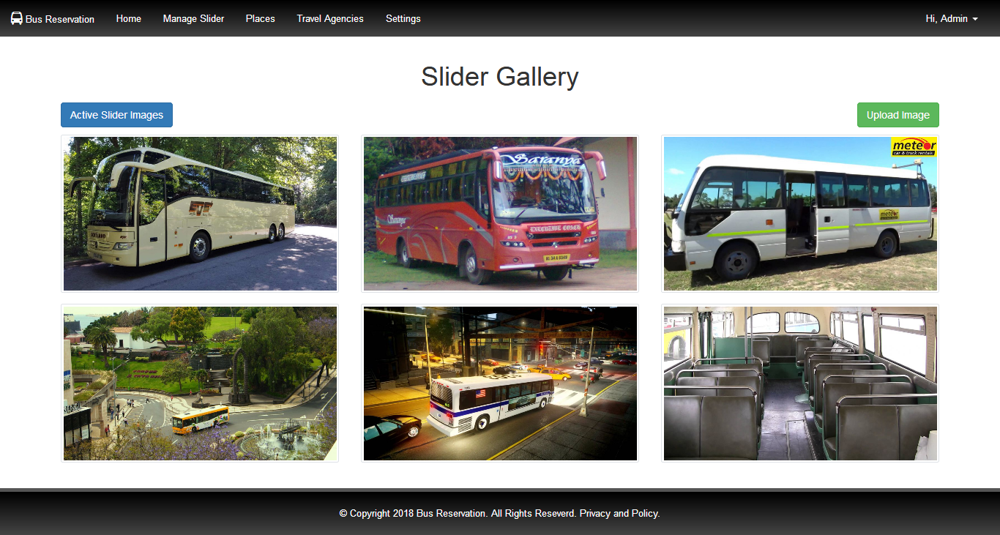 Bus Reservation Home Manage Slider Places Travel Agencies Settings Hi, Admin
Slider Gallery
Active Slider Images Upload Image
Saranya
Saranya
EXECUTIVE COACH
meteor
car & truck rentals
meteor
© Copyright 2018 Bus Reservation. All Rights Reseverd. Privacy and Policy.